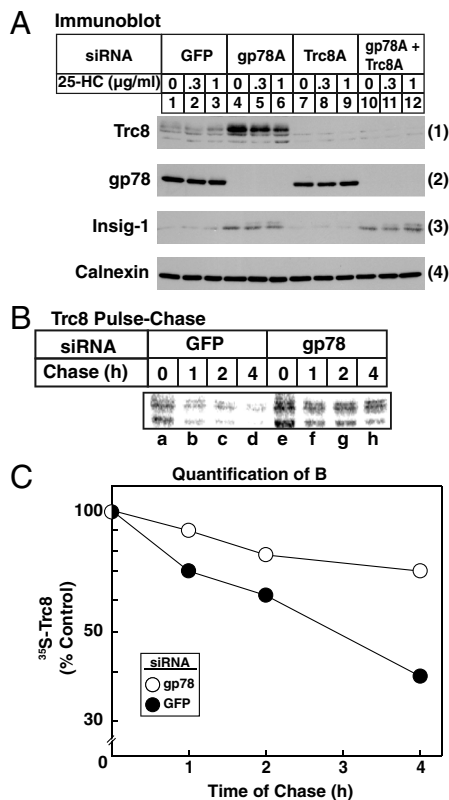 A Immunoblot
siRNA GFP gp78A Trc8A gp78A + Trc8A
25-HC (µg/ml) 0 .3 1 0 .3 1 0 .3 1 0 .3 1
1 2 3 4 5 6 7 8 9 10 11 12
Trc8 (1)
gp78 (2)
Insig-1 (3)
Calnexin (4)
B Trc8 Pulse-Chase
siRNA GFP gp78
Chase (h) 0 1 2 4 0 1 2 4
a b c d e f g h
C Quantification of B
100
50
30
0
³⁵S-Trc8
(% Control)
siRNA
gp78
GFP
0 1 2 3 4
Time of Chase (h)